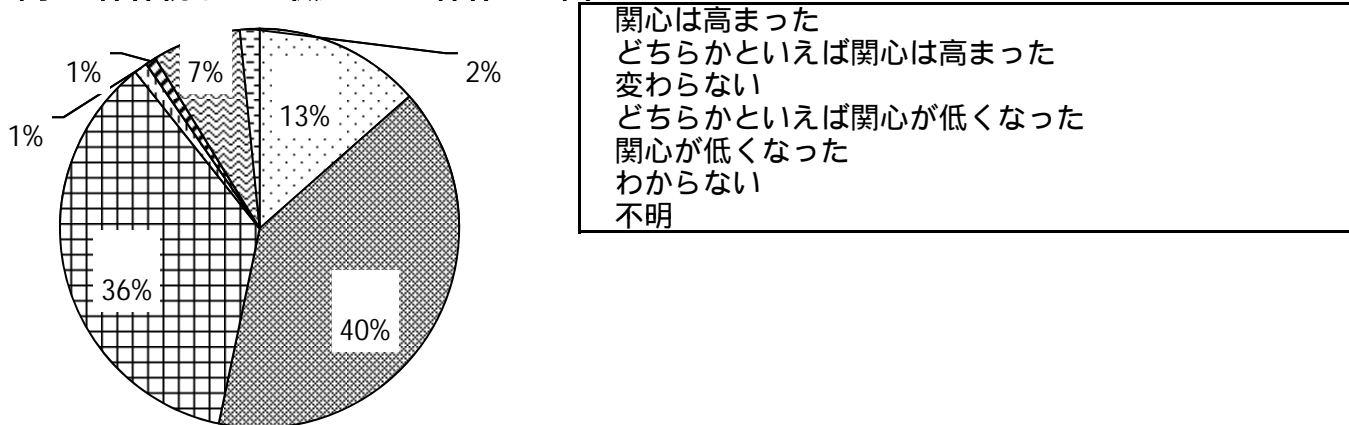 関心は高まった
どちらかといえば関心は高まった
変わらない
どちらかといえば関心が低くなった
関心が低くなった
わからない
不明
1%
7%
2%
1%
13%
36%
40%